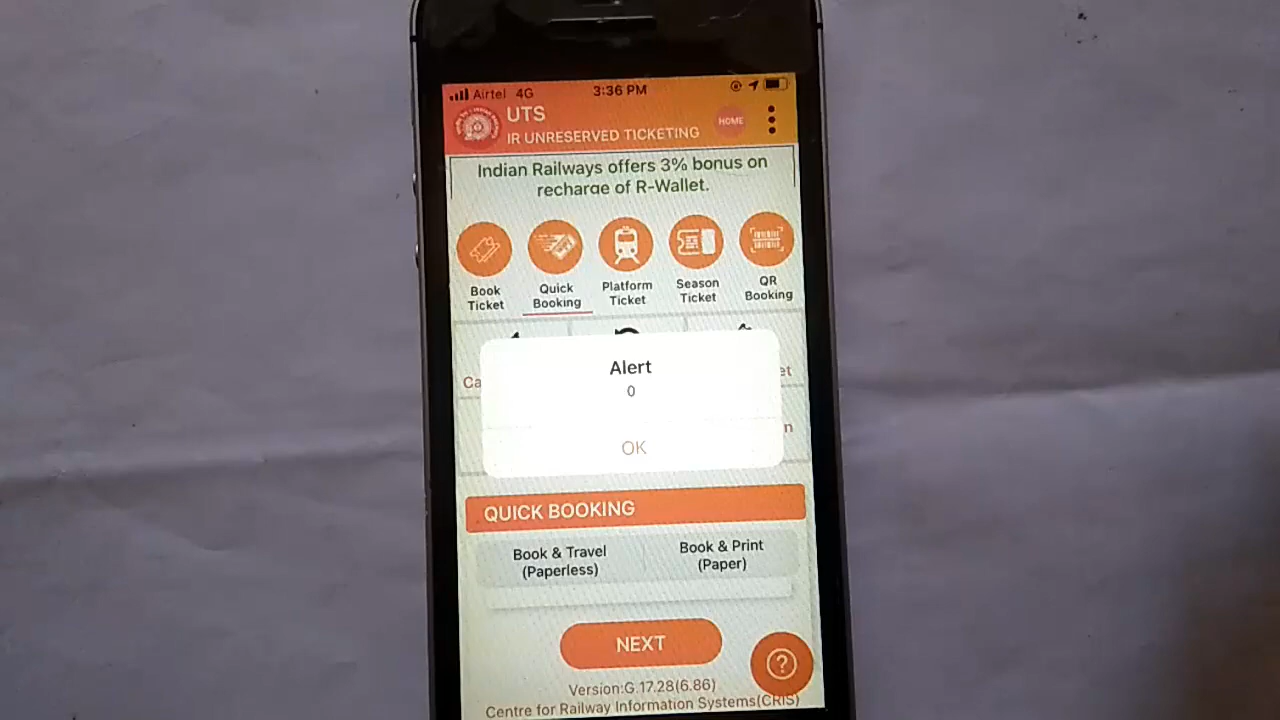 Airtel 4G 3:36 PM
UTS
IR UNRESERVED TICKETING
HOME
Indian Railways offers 3% bonus on
recharge of R-Wallet.
Book
Ticket
Quick
Booking
Platform
Ticket
Season
Ticket
QR
Booking
Ca
et
n
Alert
0
OK
QUICK BOOKING
Book & Travel
(Paperless)
Book & Print
(Paper)
NEXT
?
Version:G.17.28(6.86)
Centre for Railway Information Systems(CRIS)